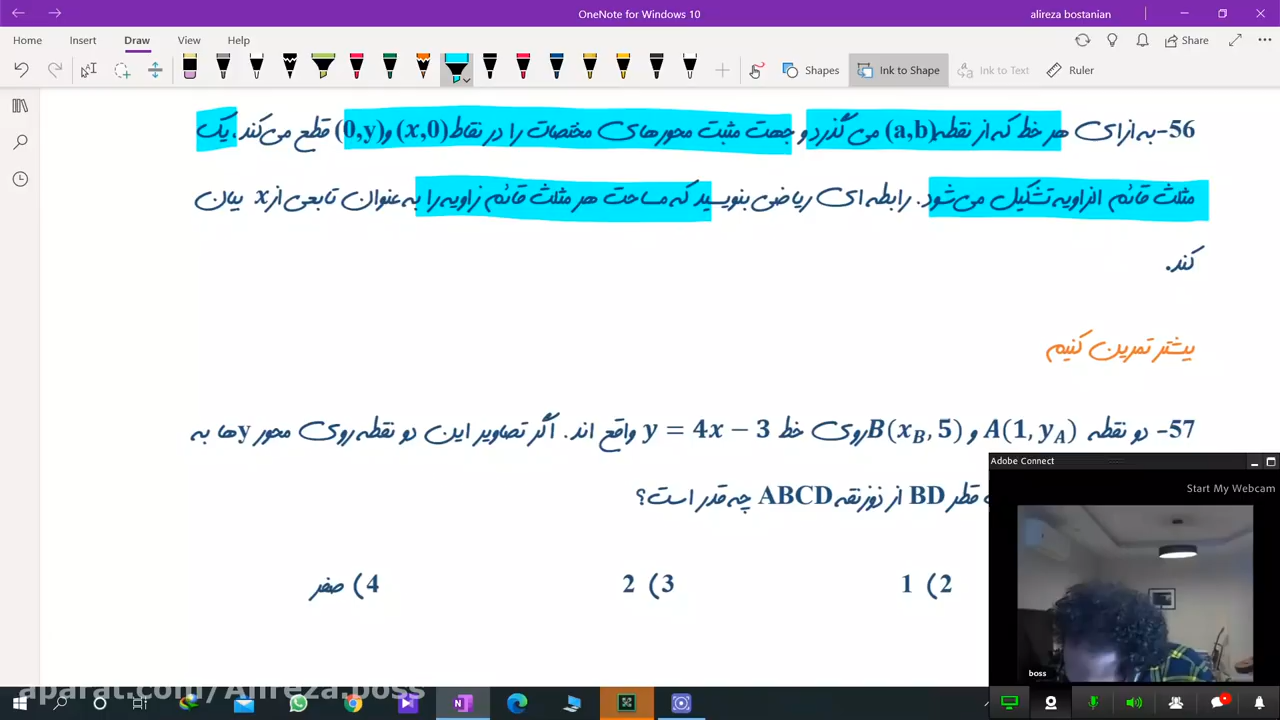 OneNote for Windows 10
alireza bostanian
Home Insert Draw View Help
Share
Shapes
Ink to Shape
Ink to Text
Ruler
56- به ازای هر خط که از نقطه (a,b) می گذرد و جهت مثبت محورهای مختصات را در نقاط (x,0) و (0,y) قطع می‌کند، یک
مثلث قائم الزاویه تشکیل می‌شود. رابطه ای ریاضی بنویسید که مساحت هر مثلث قائم زاویه را به عنوان تابعی از x بیان
کند.
بیشتر تمرین کنیم
57- دو نقطه A(1, yA) و B(xB, 5) روی خط y = 4x − 3 واقع اند. اگر تصاویر این دو نقطه روی محور yها به
قطر BD از ذوزنقه ABCD چه قدر است؟
2) 1
3) 2
4) صفر
Adobe Connect
Start My Webcam
boss
aparat.com/Alireza.boss